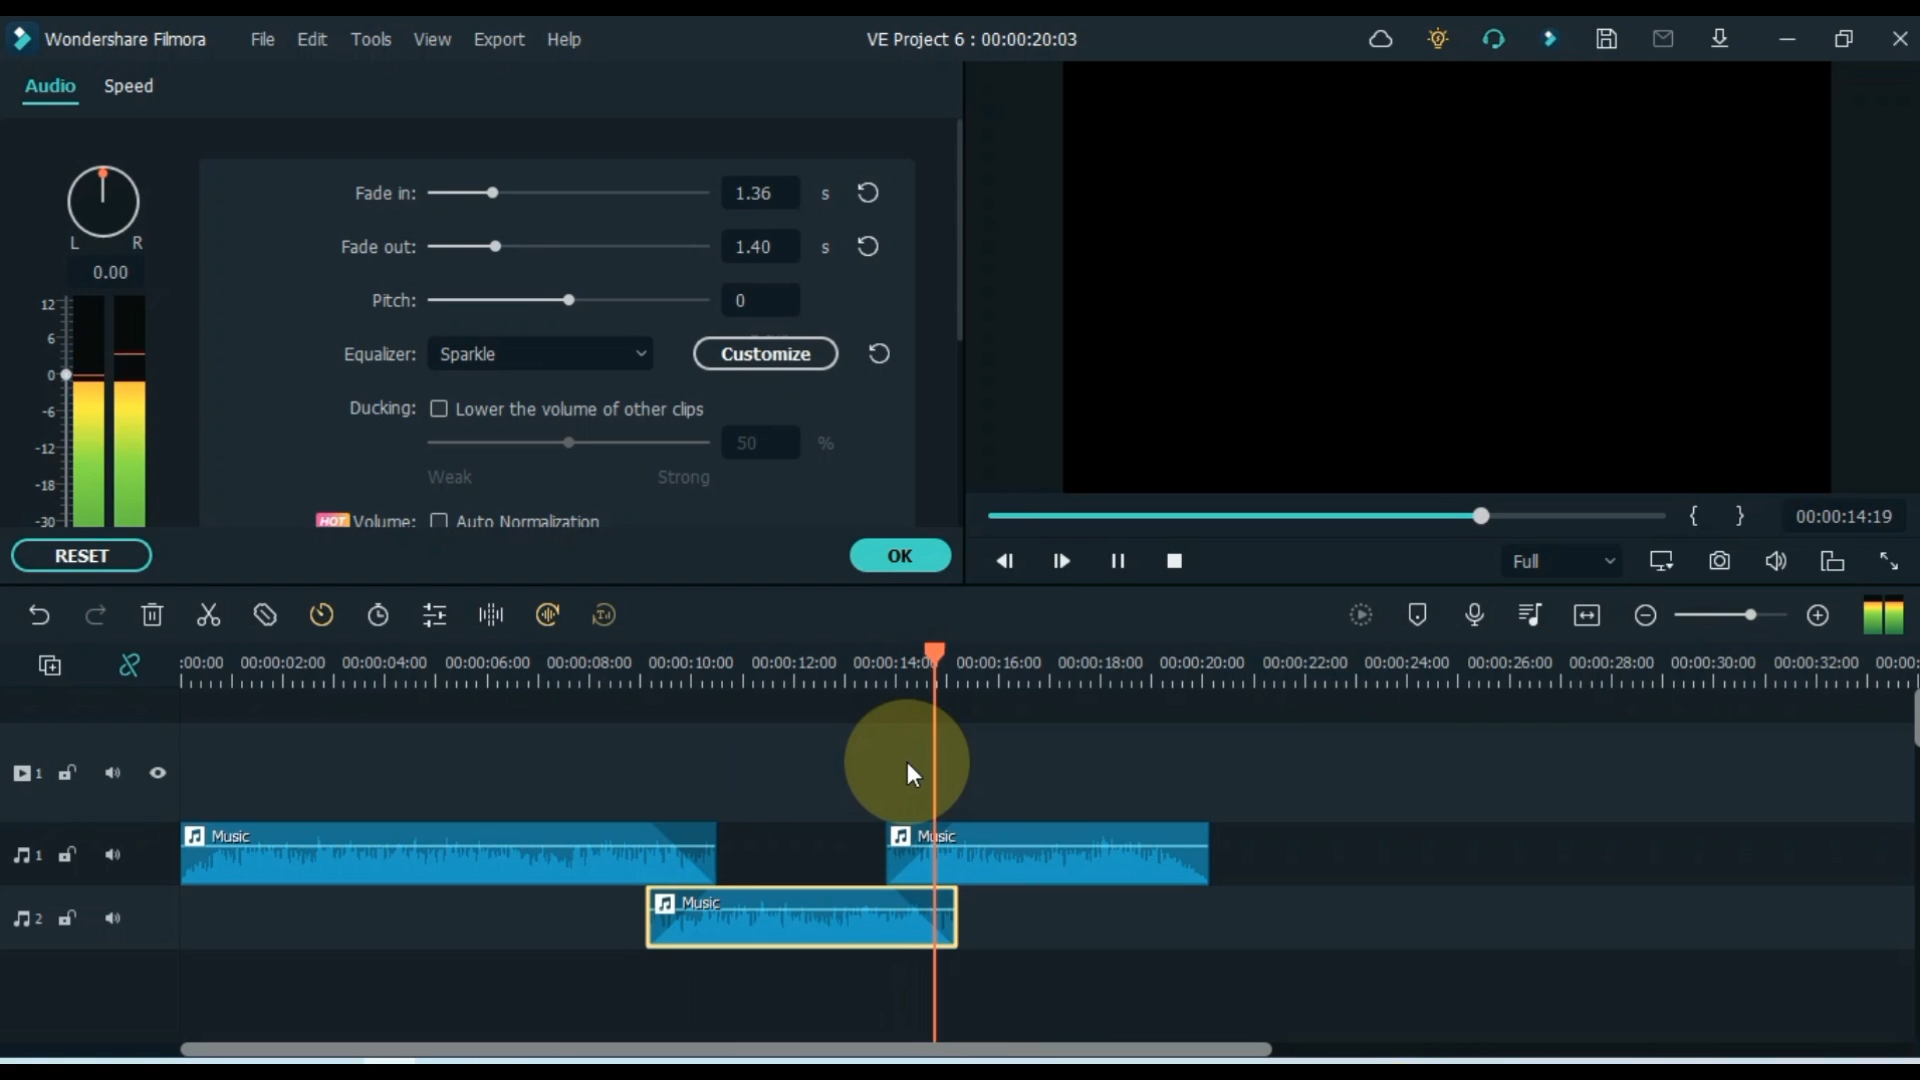 Wondershare Filmora File Edit Tools View Export Help VE Project 6 : 00:00:20:03
Audio Speed
Fade in: 1.36 s
Fade out: 1.40 s
L R
0.00
Pitch: 0
12
6
0
-6
-12
-18
-30
Equalizer: Sparkle Customize
Ducking: Lower the volume of other clips
50 %
Weak Strong
HOT Volume: Auto Normalization
RESET OK
{ } 00:00:14:19
Full
:00:00 00:00:02:00 00:00:04:00 00:00:06:00 00:00:08:00 00:00:10:00 00:00:12:00 00:00:14:0 00:00:16:00 00:00:18:00 00:00:20:00 00:00:22:00 00:00:24:00 00:00:26:00 00:00:28:00 00:00:30:00 00:00:32:00 00:00:
1
Music Music
1
Music
2